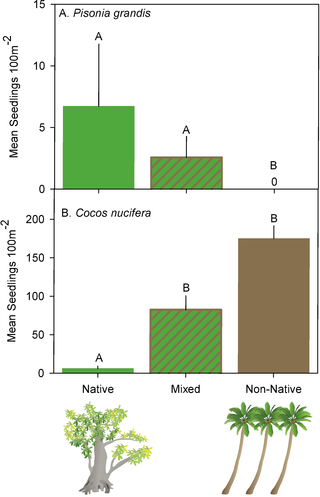 A. Pisonia grandis
Mean Seedlings 100m-2
15
10
5
0
A
A
B
0
B. Cocos nucifera
Mean Seedlings 100m-2
200
150
100
50
0
A
B
B
Native Mixed Non-Native